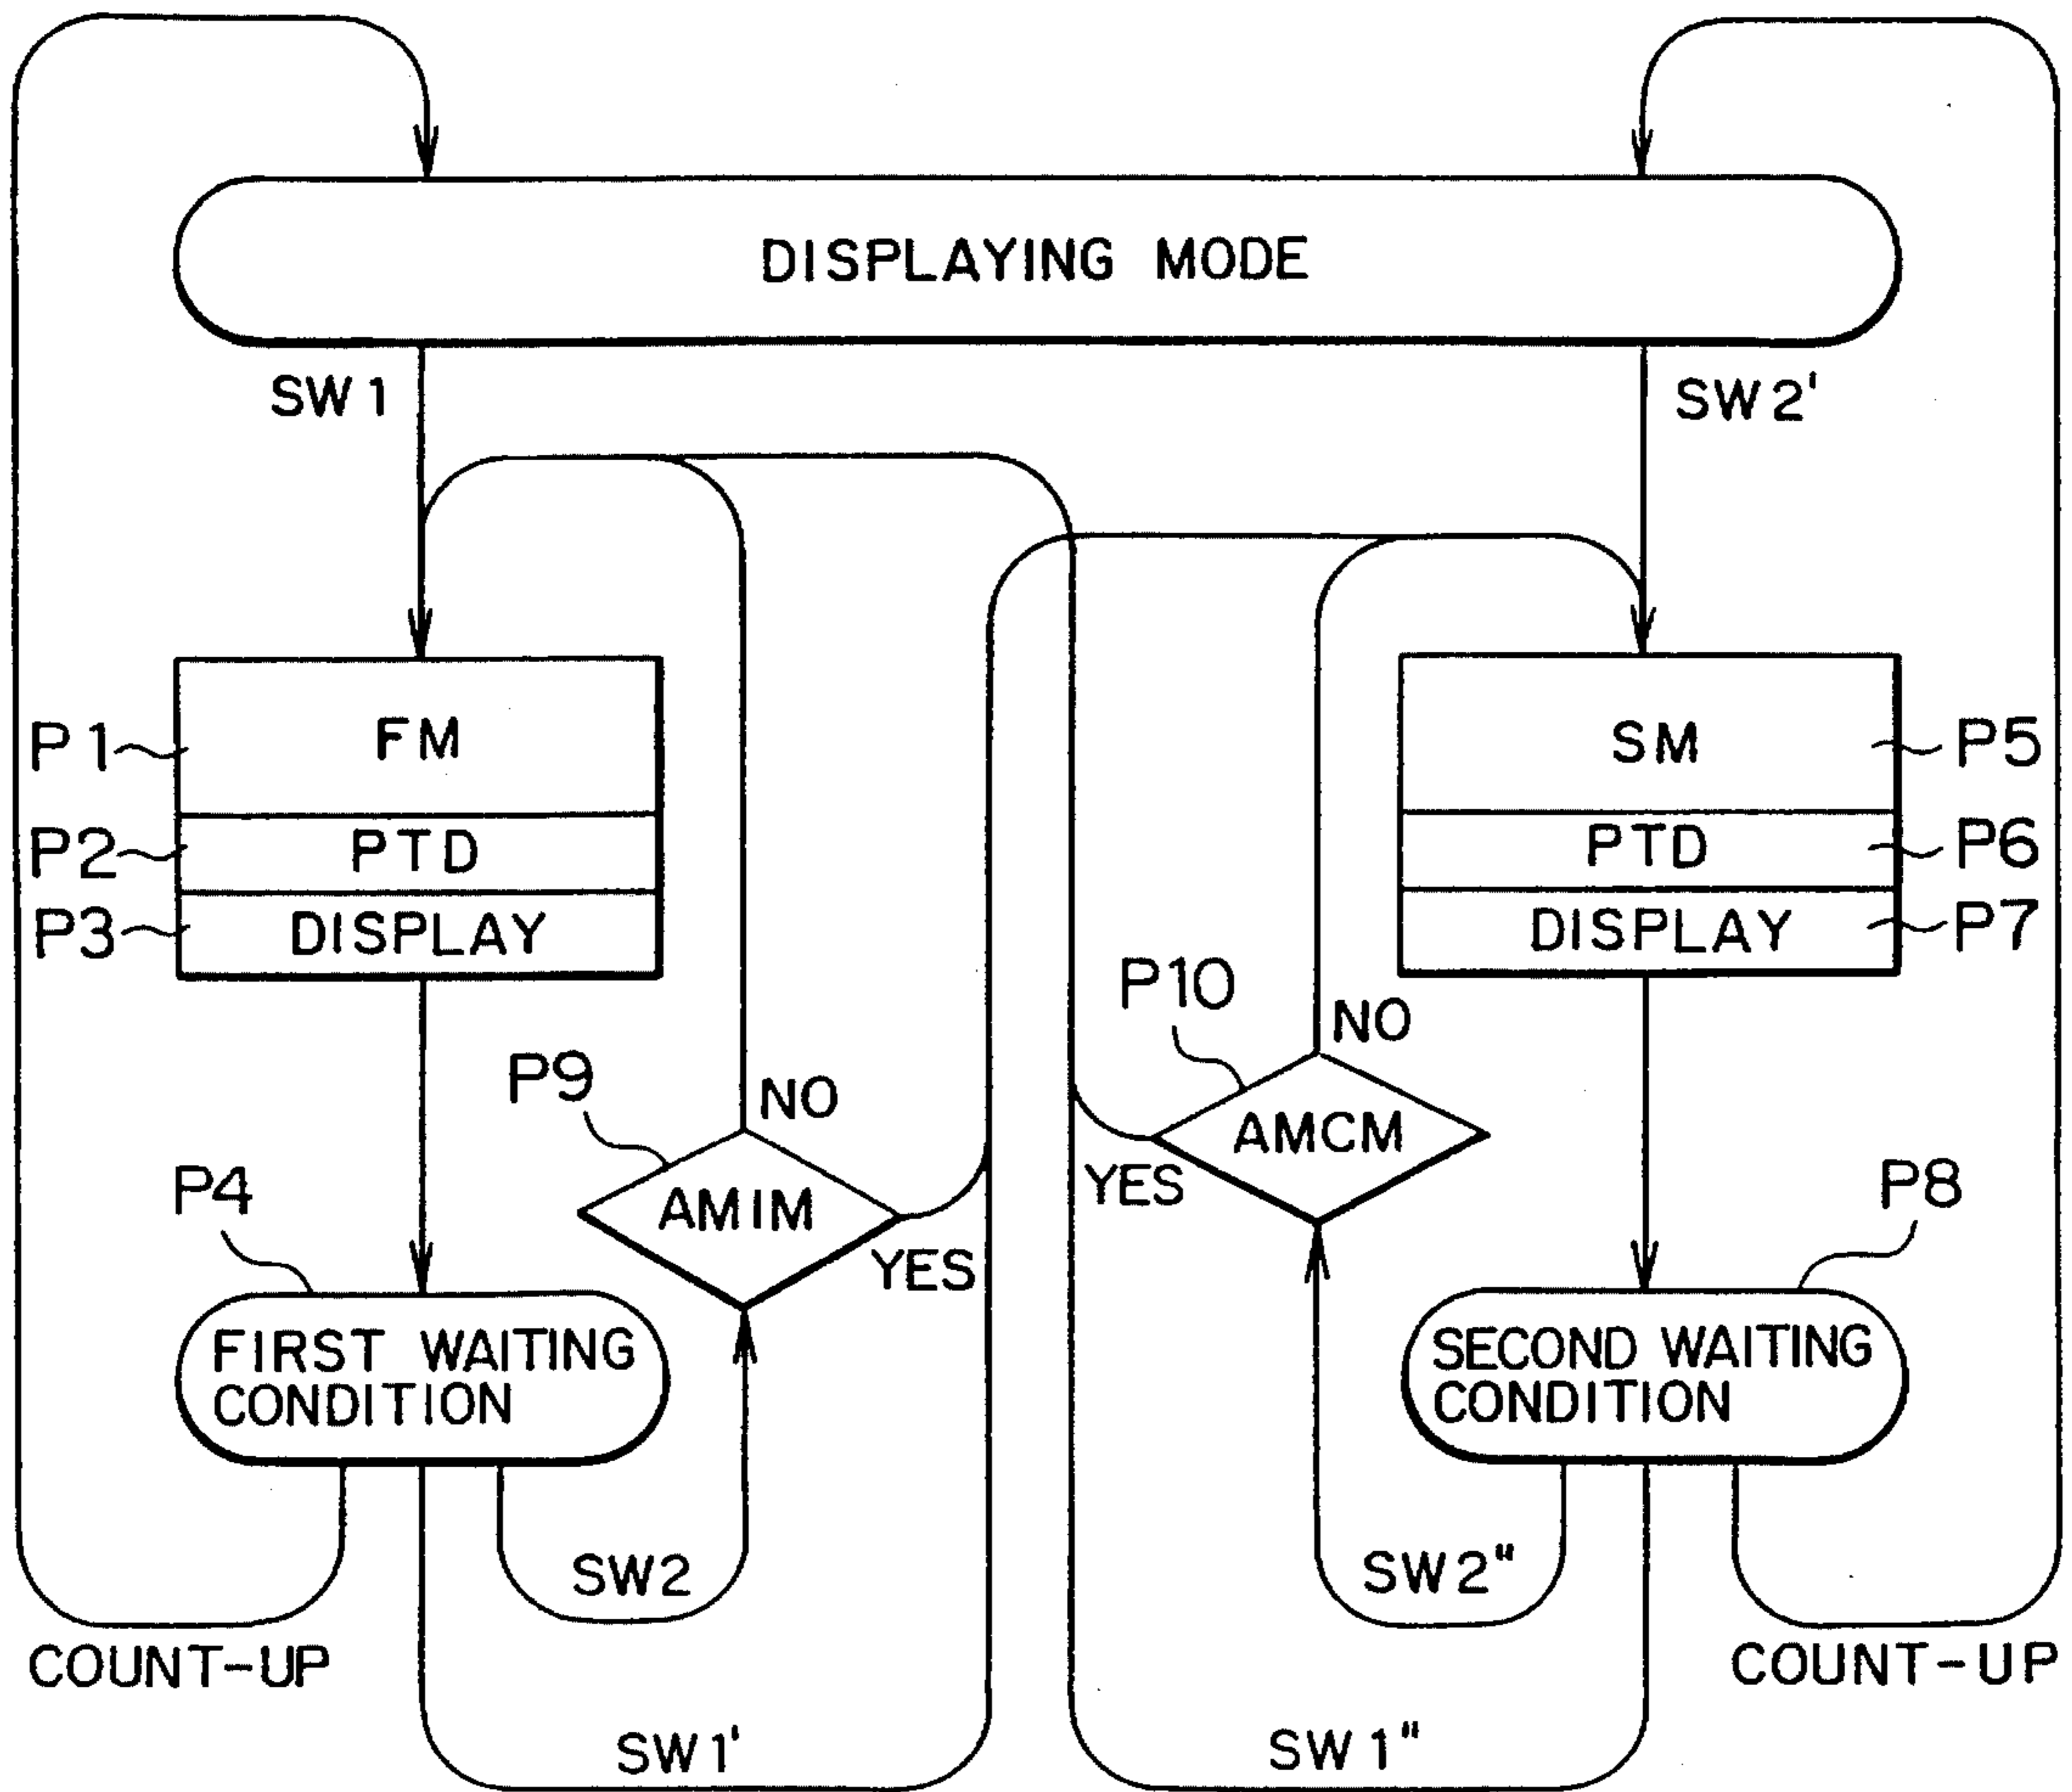 DISPLAYING MODE
SW1
SW2'
P1
FM
SM
P5
P2
PTD
PTD
P6
P3
DISPLAY
DISPLAY
P7
P10
NO
P9
NO
AMCM
YES
P4
AMIM
YES
P8
FIRST WAITING
CONDITION
SECOND WAITING
CONDITION
SW2
SW2"
COUNT-UP
COUNT-UP
SW1'
SW1"